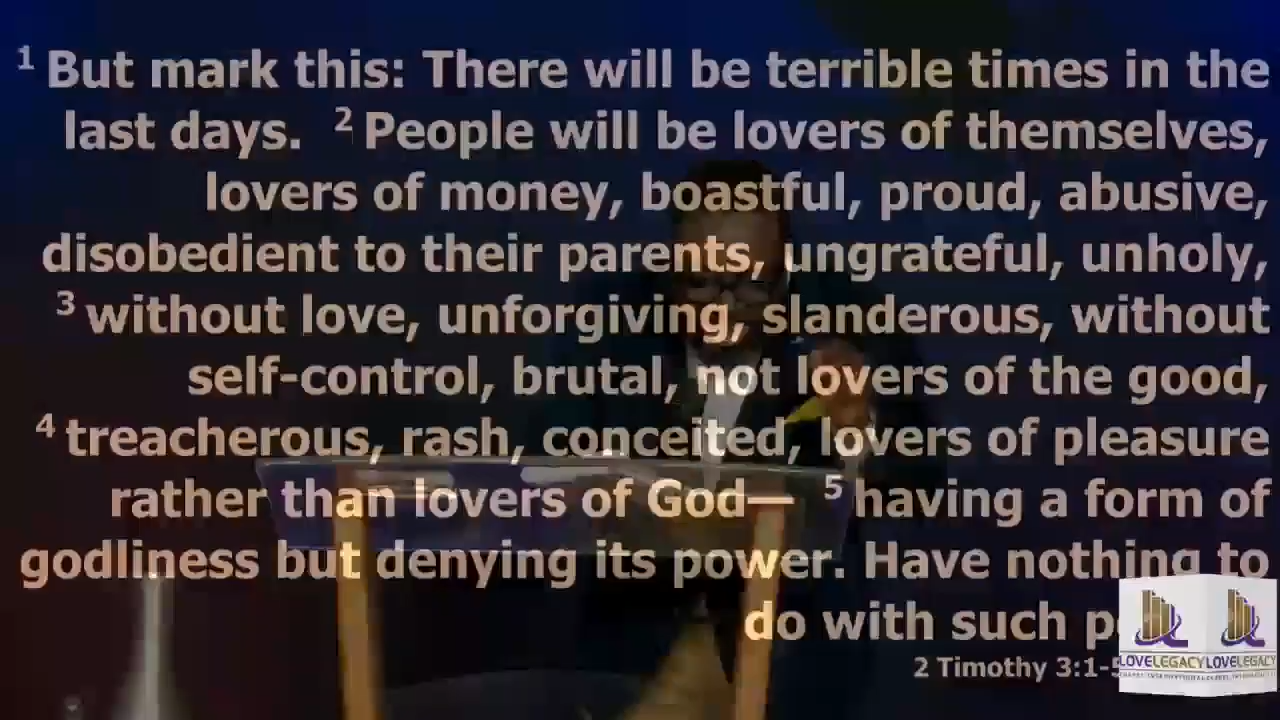 1 But mark this: There will be terrible times in the
last days. 2 People will be lovers of themselves,
lovers of money, boastful, proud, abusive,
disobedient to their parents, ungrateful, unholy,
3 without love, unforgiving, slanderous, without
self-control, brutal, not lovers of the good,
4 treacherous, rash, conceited, lovers of pleasure
rather than lovers of God— 5 having a form of
godliness but denying its power. Have nothing to
do with such
2 Timothy 3:1-5
LOVELEGACY LOVELEGACY